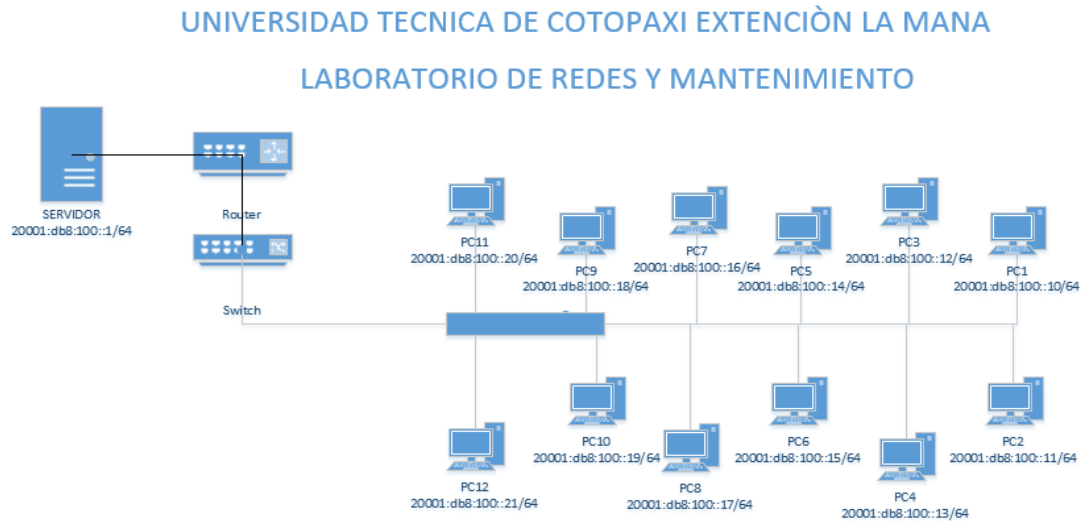 UNIVERSIDAD TECNICA DE COTOPAXI EXTENCIÒN LA MANA
LABORATORIO DE REDES Y MANTENIMIENTO
SERVIDOR
20001:db8:100::1/64
Router
Switch
PC11
20001:db8:100::20/64
PC9
20001:db8:100::18/64
PC7
20001:db8:100::16/64
PC5
20001:db8:100::14/64
PC3
20001:db8:100::12/64
PC1
20001:db8:100::10/64
PC12
20001:db8:100::21/64
PC10
20001:db8:100::19/64
PC8
20001:db8:100::17/64
PC6
20001:db8:100::15/64
PC4
20001:db8:100::13/64
PC2
20001:db8:100::11/64